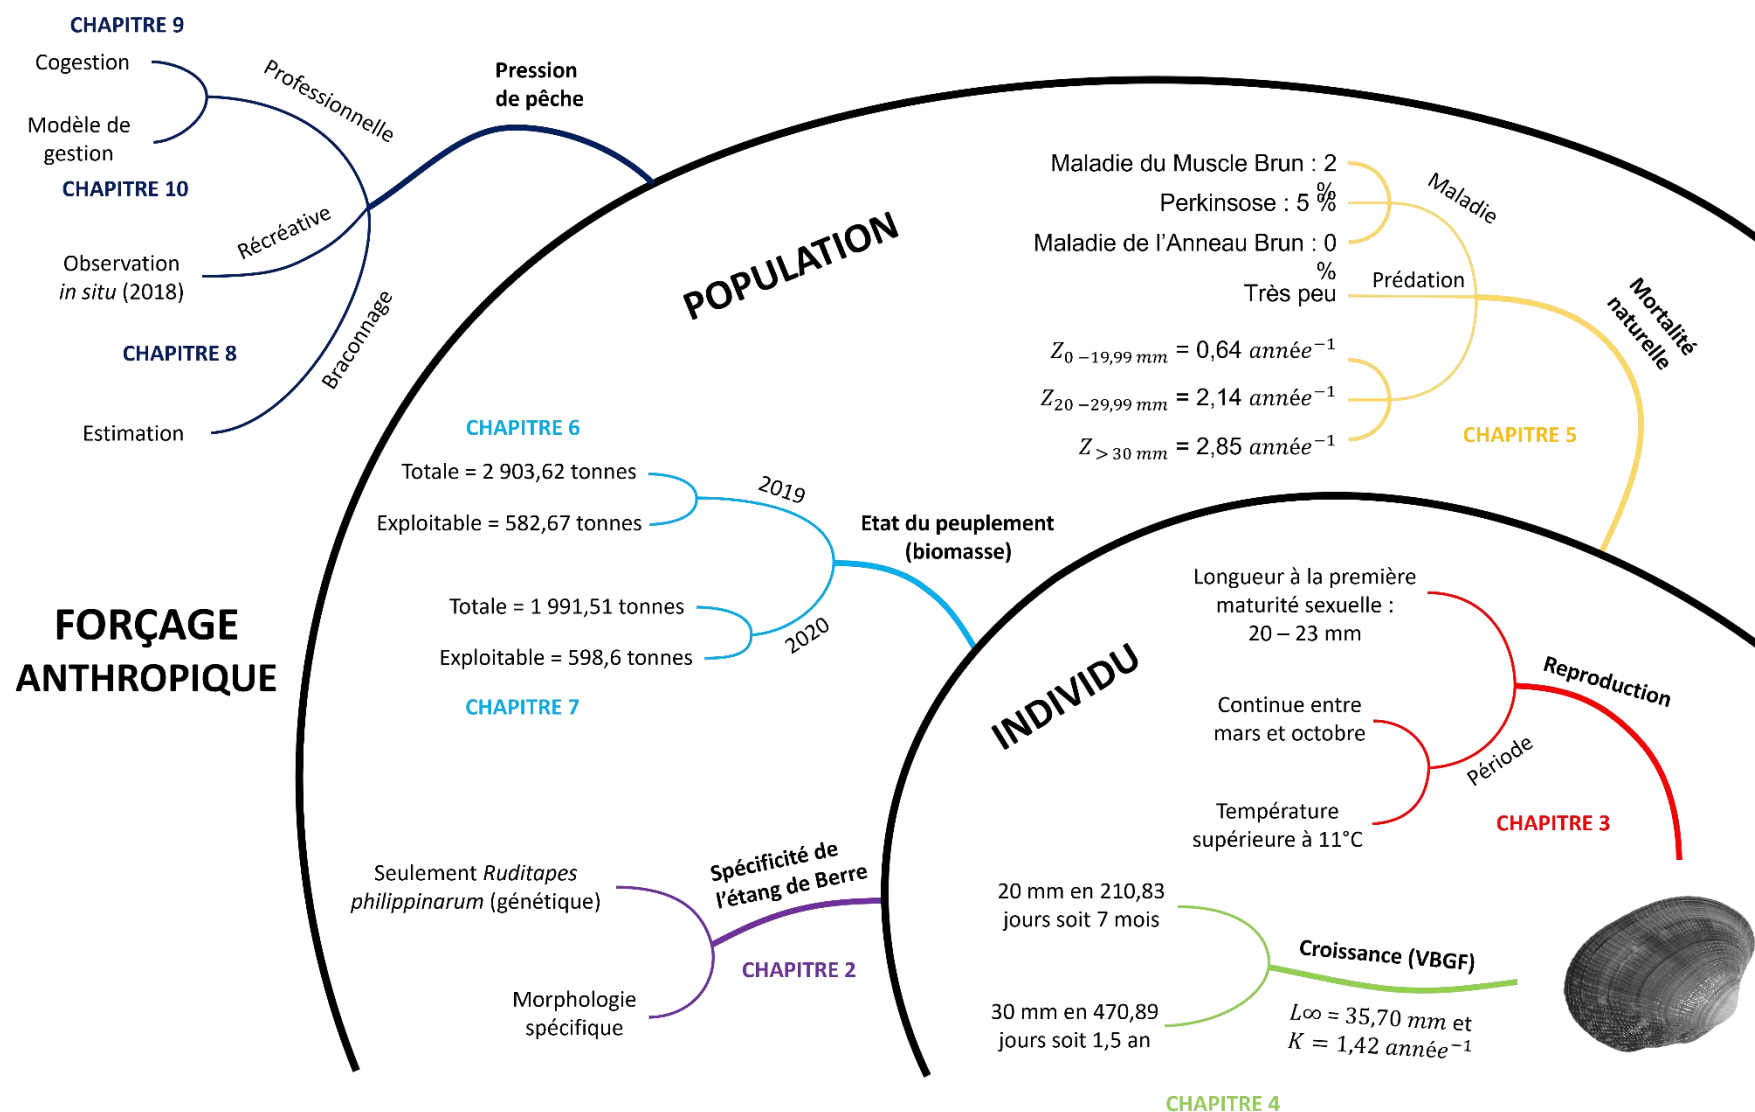 CHAPITRE 9
Cogestion
Modèle de
gestion
CHAPITRE 10
Professionnelle
Récréative
Observation
in situ (2018)
CHAPITRE 8
Braconnage
Estimation
Pression
de pêche
FORÇAGE
ANTHROPIQUE
POPULATION
Maladie du Muscle Brun : 2
%
Perkinsose : 5 %
Maladie de l’Anneau Brun : 0
%
Maladie
Très peu
Prédation
Z0 –19,99 mm = 0,64 année−1
Z20 –29,99 mm = 2,14 année−1
Z> 30 mm = 2,85 année−1
Mortalité
naturelle
CHAPITRE 5
CHAPITRE 6
Totale = 2 903,62 tonnes
Exploitable = 582,67 tonnes
2019
Etat du peuplement
(biomasse)
Totale = 1 991,51 tonnes
Exploitable = 598,6 tonnes
2020
CHAPITRE 7
Seulement Ruditapes
philippinarum (génétique)
Morphologie
spécifique
Spécificité de
l’étang de Berre
CHAPITRE 2
INDIVIDU
Longueur à la première
maturité sexuelle :
20 – 23 mm
Continue entre
mars et octobre
Température
supérieure à 11°C
Période
Reproduction
CHAPITRE 3
20 mm en 210,83
jours soit 7 mois
30 mm en 470,89
jours soit 1,5 an
Croissance (VBGF)
L∞ = 35,70 mm et
K = 1,42 année−1
CHAPITRE 4